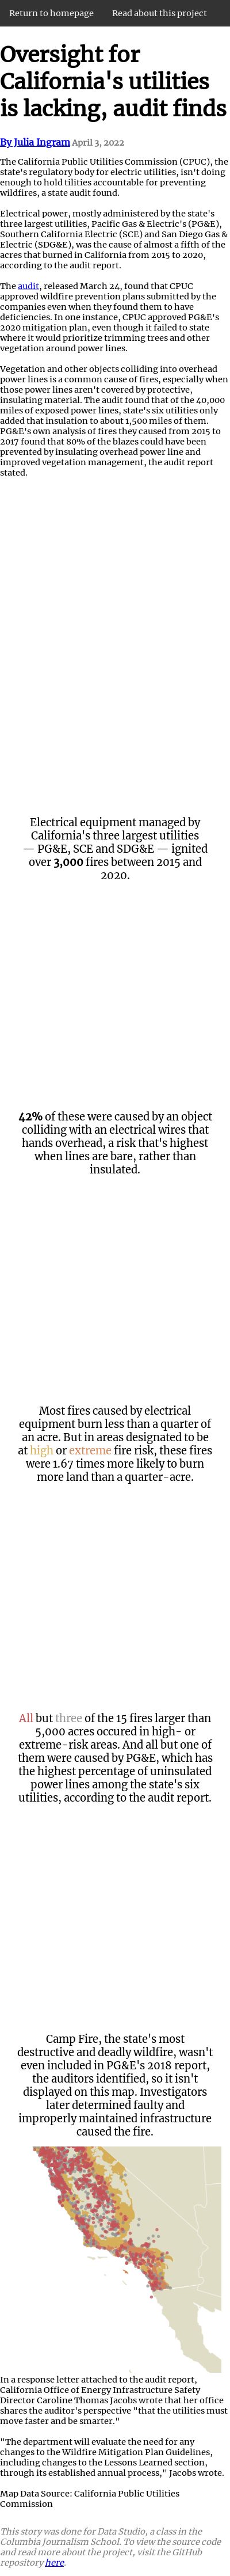 Return to homepage
Read about this project
Oversight for
California's utilities
is lacking, audit finds
By Julia Ingram April 3, 2022
The California Public Utilities Commission (CPUC), the
state's regulatory body for electric utilities, isn't doing
enough to hold tilities accountable for preventing
wildfires, a state audit found.
Electrical power, mostly administered by the state's
three largest utilities, Pacific Gas & Electric's (PG&E),
Southern California Electric (SCE) and San Diego Gas &
Electric (SDG&E), was the cause of almost a fifth of the
acres that burned in California from 2015 to 2020,
according to the audit report.
The audit, released March 24, found that CPUC
approved wildfire prevention plans submitted by the
companies even when they found them to have
deficiencies. In one instance, CPUC approved PG&E's
2020 mitigation plan, even though it failed to state
where it would prioritize trimming trees and other
vegetation around power lines.
Vegetation and other objects colliding into overhead
power lines is a common cause of fires, especially when
those power lines aren't covered by protective,
insulating material. The audit found that of the 40,000
miles of exposed power lines, state's six utilities only
added that insulation to about 1,500 miles of them.
PG&E's own analysis of fires they caused from 2015 to
2017 found that 80% of the blazes could have been
prevented by insulating overhead power line and
improved vegetation management, the audit report
stated.
Electrical equipment managed by
California's three largest utilities
— PG&E, SCE and SDG&E — ignited
over 3,000 fires between 2015 and
2020.
42% of these were caused by an object
colliding with an electrical wires that
hands overhead, a risk that's highest
when lines are bare, rather than
insulated.
Most fires caused by electrical
equipment burn less than a quarter of
an acre. But in areas designated to be
at high or extreme fire risk, these fires
were 1.67 times more likely to burn
more land than a quarter-acre.
All but three of the 15 fires larger than
5,000 acres occured in high- or
extreme-risk areas. And all but one of
them were caused by PG&E, which has
the highest percentage of uninsulated
power lines among the state's six
utilities, according to the audit report.
Camp Fire, the state's most
destructive and deadly wildfire, wasn't
even included in PG&E's 2018 report,
the auditors identified, so it isn't
displayed on this map. Investigators
later determined faulty and
improperly maintained infrastructure
caused the fire.
In a response letter attached to the audit report,
California Office of Energy Infrastructure Safety
Director Caroline Thomas Jacobs wrote that her office
shares the auditor's perspective "that the utilities must
move faster and be smarter."
"The department will evaluate the need for any
changes to the Wildfire Mitigation Plan Guidelines,
including changes to the Lessons Learned section,
through its established annual process," Jacobs wrote.
Map Data Source: California Public Utilities
Commission
This story was done for Data Studio, a class in the
Columbia Journalism School. To view the source code
and read more about the project, visit the GitHub
repository here.